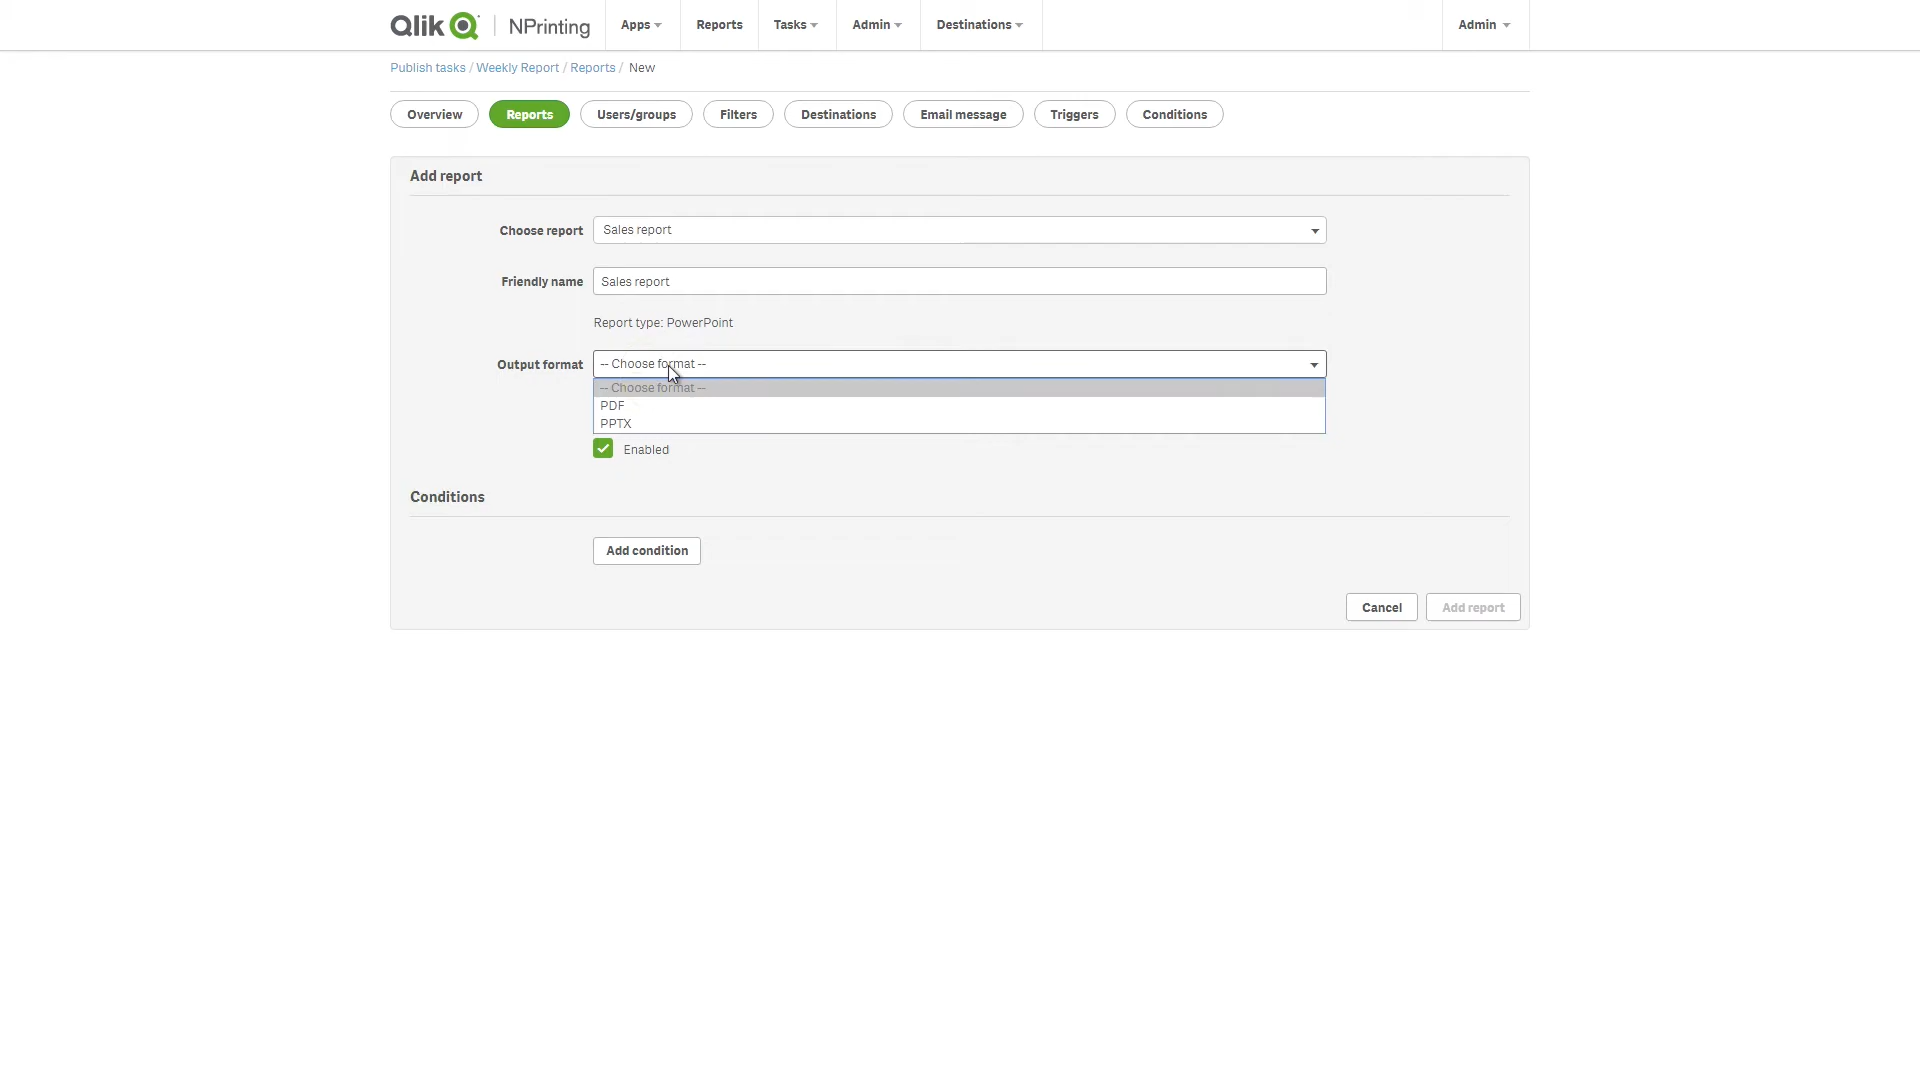 Qlik NPrinting Apps Reports Tasks Admin Destinations Admin
Publish tasks / Weekly Report / Reports / New
Overview Reports Users/groups Filters Destinations Email message Triggers Conditions
Add report
Choose report Sales report
Friendly name Sales report
Report type: PowerPoint
Output format -- Choose format --
-- Choose format --
PDF
PPTX
Enabled
Conditions
Add condition
Cancel Add report